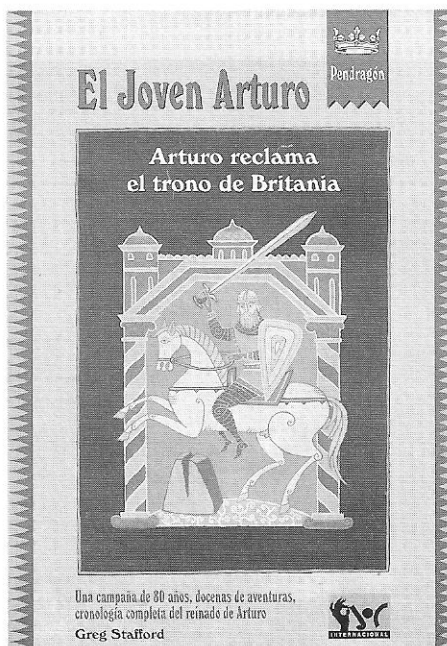 Pendragón
El Joven Arturo
Arturo reclama
el trono de Britania
Una campaña de 80 años, docenas de aventuras,
cronología completa del reinado de Arturo
Greg Stafford
INTERNACIONAL